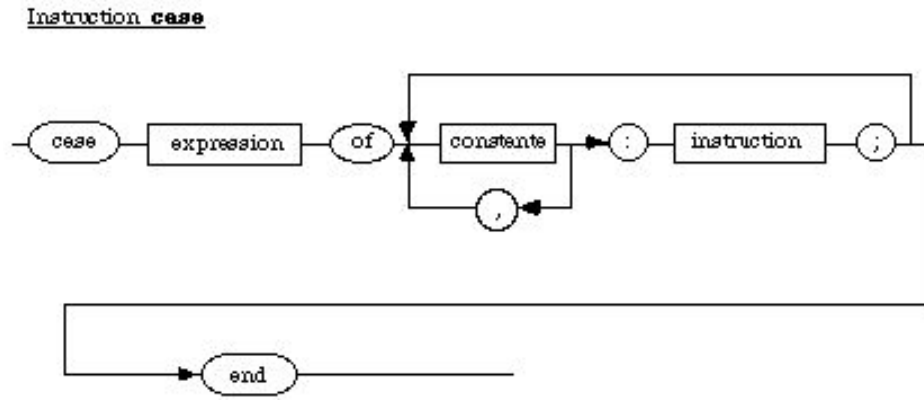 Instruction case
case expression of constante : instruction ;
,
end